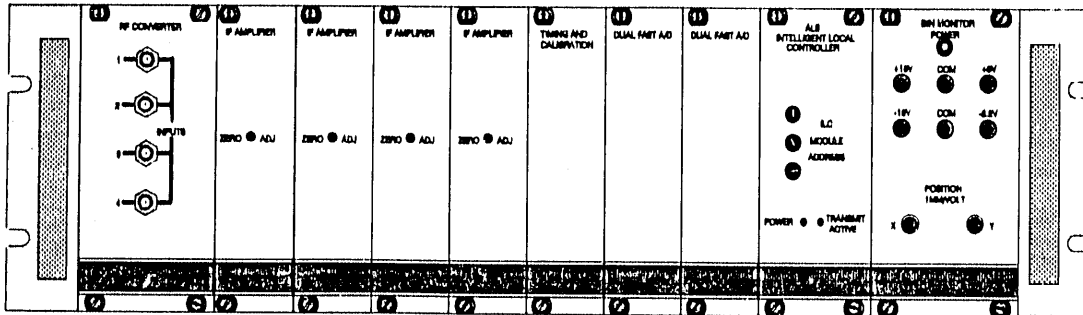 RF CONVERTER
1
2
INPUTS
3
4
IF AMPLIFIER
ZERO ADJ
IF AMPLIFIER
ZERO ADJ
IF AMPLIFIER
ZERO ADJ
IF AMPLIFIER
ZERO ADJ
TIMING AND
CALIBRATION
DUAL FAST A/D
DUAL FAST A/D
ALS
INTELLIGENT LOCAL
CONTROLLER
ILC
MODULE
ADDRESS
POWER TRANSMIT
ACTIVE
BIN MONITOR
POWER
COM
COM
POSITION
1MM/VOLT
X Y